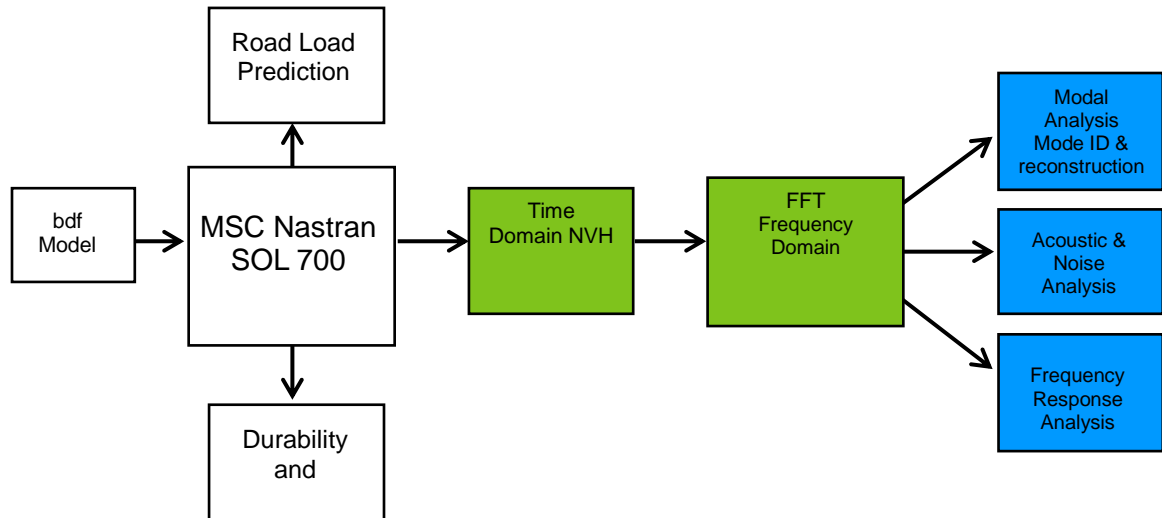 Road Load
Prediction
bdf
Model
MSC Nastran
SOL 700
Time
Domain NVH
FFT
Frequency
Domain
Modal
Analysis
Mode ID &
reconstruction
Acoustic &
Noise
Analysis
Frequency
Response
Analysis
Durability
and